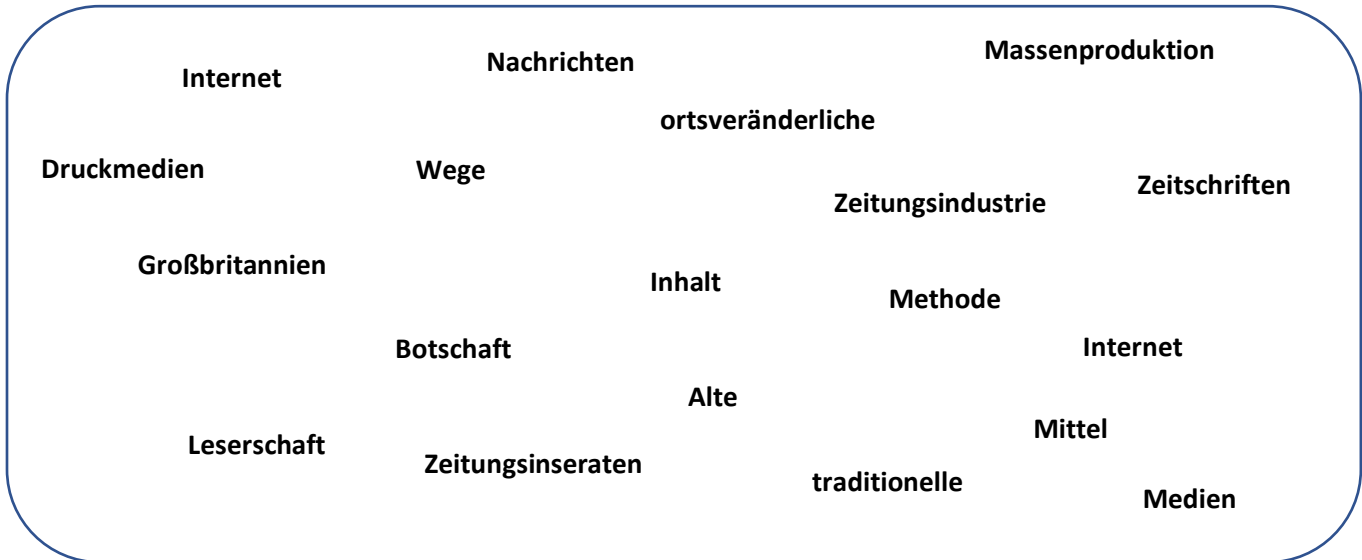 Internet
Nachrichten
Massenproduktion
ortsveränderliche
Druckmedien
Wege
Zeitungsindustrie
Zeitschriften
Großbritannien
Inhalt
Methode
Botschaft
Internet
Alte
Leserschaft
Zeitungsinseraten
Mittel
traditionelle
Medien